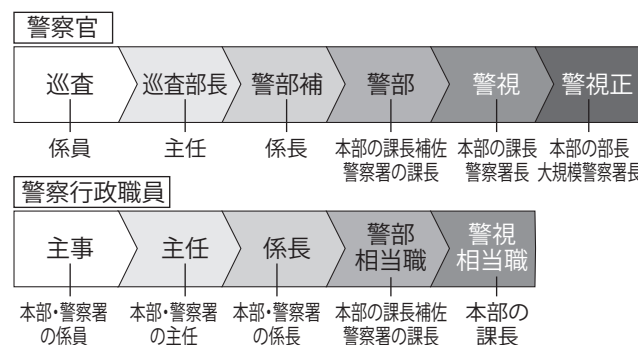 警察官
巡査 巡査部長 警部補 警部 警視 警視正
係員 主任 係長 本部の課長補佐 本部の課長 本部の部長
警察署の課長 警察署長 大規模警察署長
警察行政職員
主事 主任 係長 警部 警視
相当職 相当職
本部・警察署 本部・警察署 本部・警察署 本部の課長補佐 本部の
の係員 の主任 の係長 警察署の課長 課長